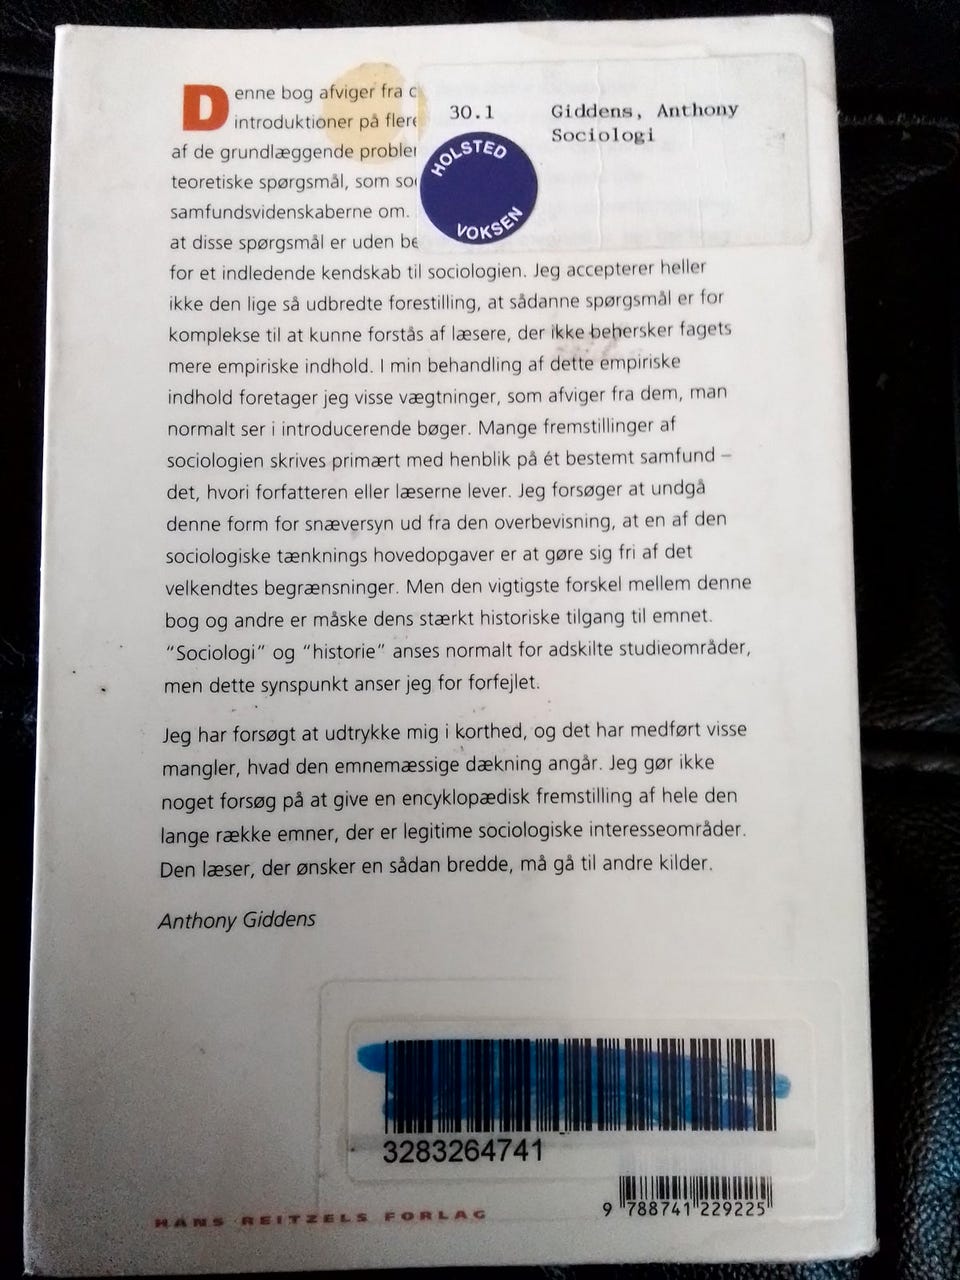 Denne bog afviger fra
introduktioner på
af de grundlæggende
teoretiske spørgsmål, som
samfundsvidenskaberne om.
at disse spørgsmål er uden
for et indledende kendskab til sociologien. Jeg accepterer heller
ikke den lige så udbredte forestilling, at sådanne spørgsmål er for
komplekse til at kunne forstås af læsere, der ikke behersker fagets
mere empiriske indhold. I min behandling af dette empiriske
indhold foretager jeg visse vægtninger, som afviger fra dem, man
normalt ser i introducerende bøger. Mange fremstillinger af
sociologien skrives primært med henblik på ét bestemt samfund –
det, hvori forfatteren eller læserne lever. Jeg forsøger at undgå
denne form for snæversyn ud fra den overbevisning, at en af den
sociologiske tænknings hovedopgaver er at gøre sig fri af det
velkendtes begrænsninger. Men den vigtigste forskel mellem denne
bog og andre er måske dens stærkt historiske tilgang til emnet.
"Sociologi" og "historie" anses normalt for adskilte studieområder,
men dette synspunkt anser jeg for forfejlet.
Jeg har forsøgt at udtrykke mig i korthed, og det har medført visse
mangler, hvad den emnemæssige dækning angår. Jeg gør ikke
noget forsøg på at give en encyklopædisk fremstilling af hele den
lange række emner, der er legitime sociologiske interesseområder.
Den læser, der ønsker en sådan bredde, må gå til andre kilder.
Anthony Giddens
30.1 Giddens, Anthony
Sociologi
HOLSTED
VOKSEN
3283264741
9 788741 229225
HANS REITZELS FORLAG